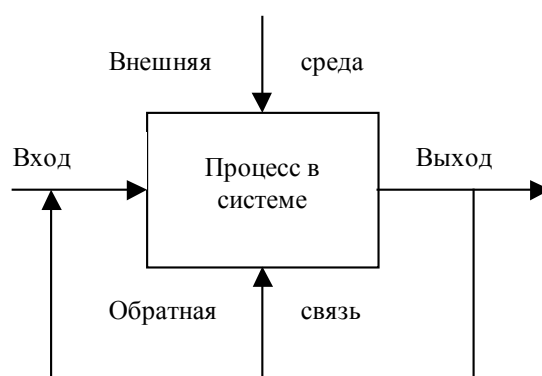 Внешняя среда
Вход
Процесс в
системе
Выход
Обратная связь